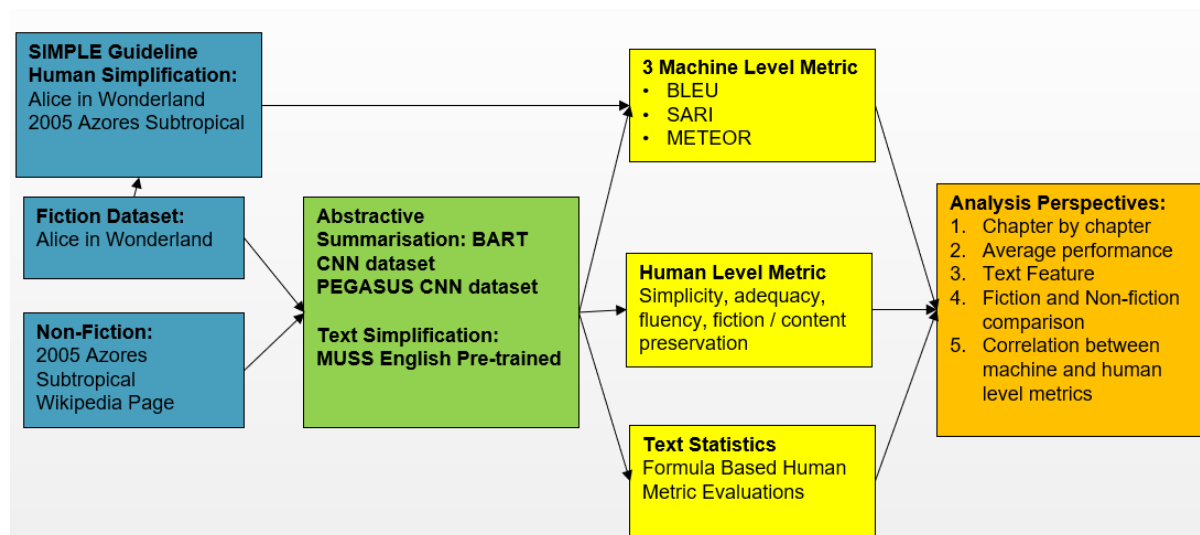 SIMPLE Guideline
Human Simplification:
Alice in Wonderland
2005 Azores Subtropical
Fiction Dataset:
Alice in Wonderland
Non-Fiction:
2005 Azores
Subtropical
Wikipedia Page
Abstractive
Summarisation: BART
CNN dataset
PEGASUS CNN dataset
Text Simplification:
MUSS English Pre-trained
3 Machine Level Metric
• BLEU
• SARI
• METEOR
Human Level Metric
Simplicity, adequacy,
fluency, fiction / content
preservation
Text Statistics
Formula Based Human
Metric Evaluations
Analysis Perspectives:
1. Chapter by chapter
2. Average performance
3. Text Feature
4. Fiction and Non-fiction
comparison
5. Correlation between
machine and human
level metrics